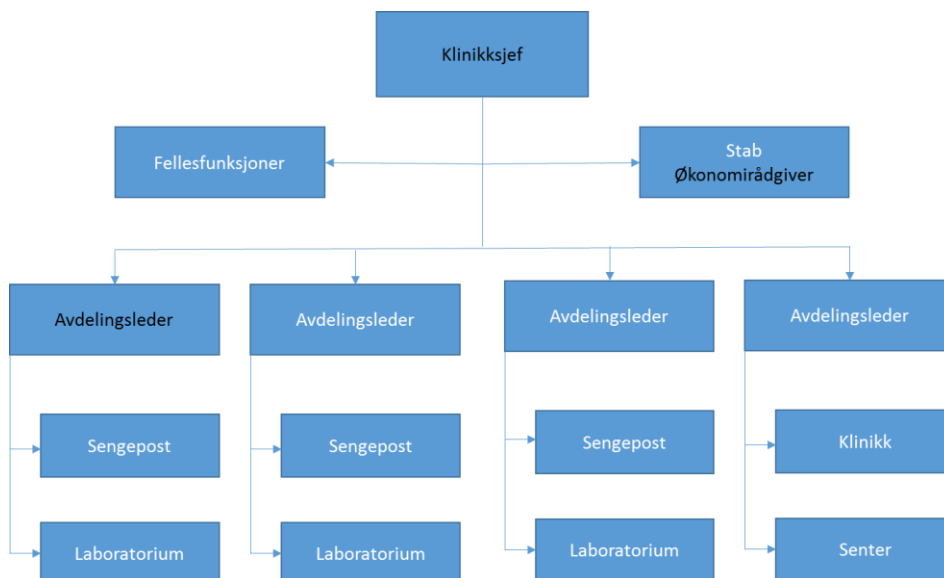 Klinikksjef
Fellesfunksjoner
Stab
Økonomirådgiver
Avdelingsleder
Avdelingsleder
Avdelingsleder
Avdelingsleder
Sengepost
Sengepost
Sengepost
Klinikk
Laboratorium
Laboratorium
Laboratorium
Senter